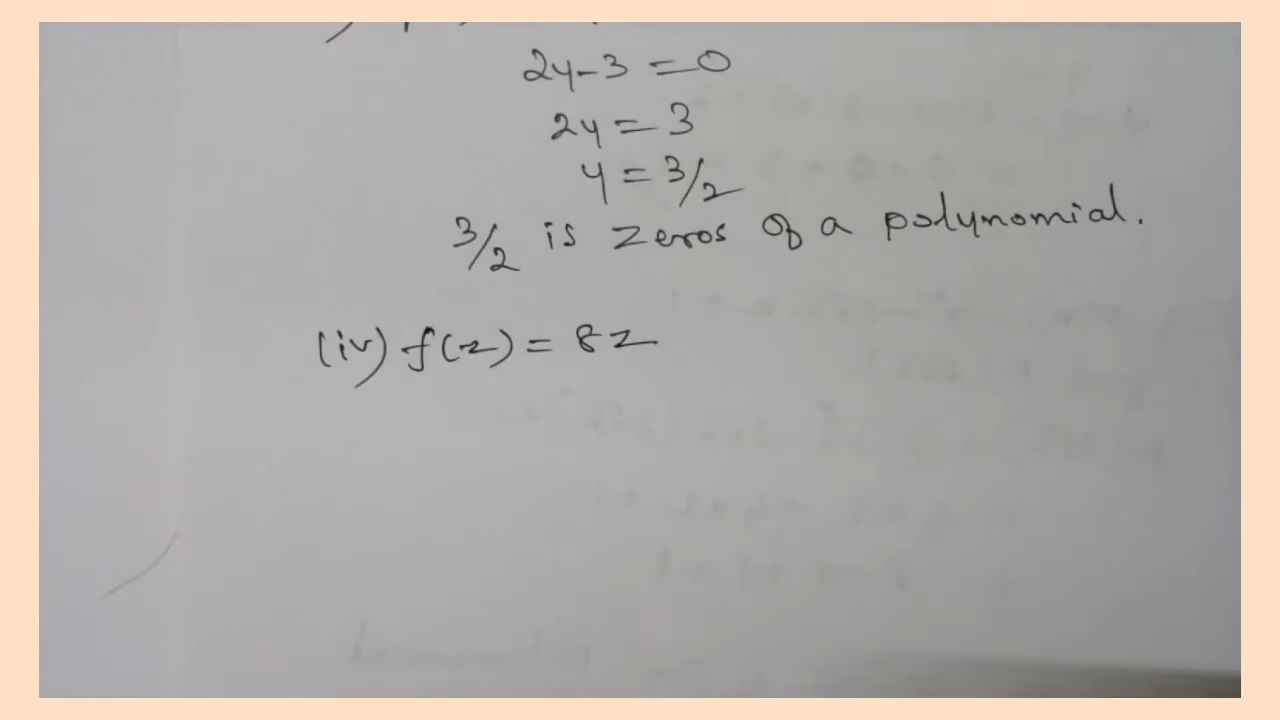 2y-3 = 0
2y = 3
y = 3/2
3/2 is zeros of a polynomial.
(iv) f(z) = 8z